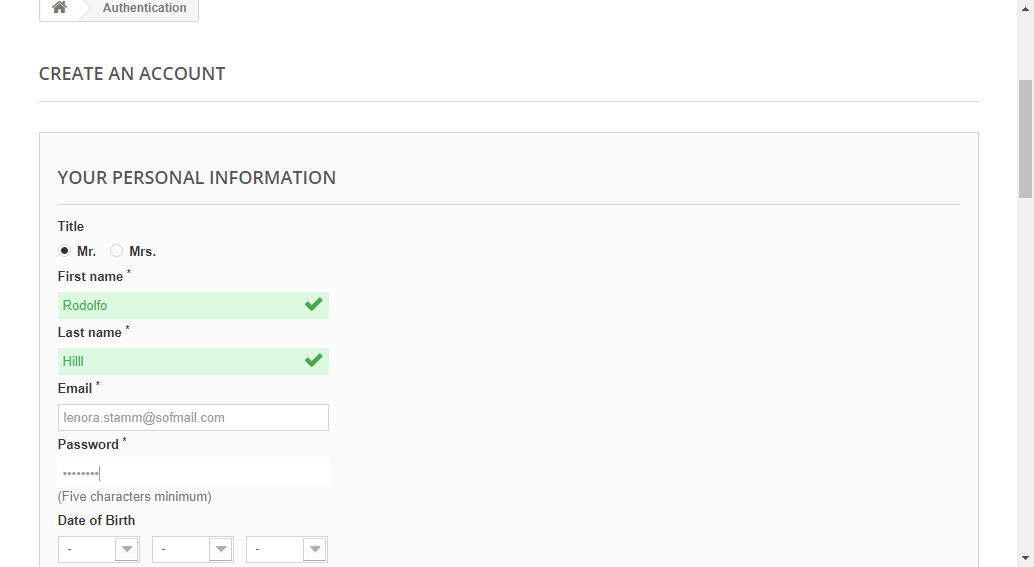 Authentication
CREATE AN ACCOUNT
YOUR PERSONAL INFORMATION
Title
Mr. Mrs.
First name *
Rodolfo
Last name *
Hilll
Email *
lenora.stamm@sofmail.com
Password *
••••••••
(Five characters minimum)
Date of Birth
- - -